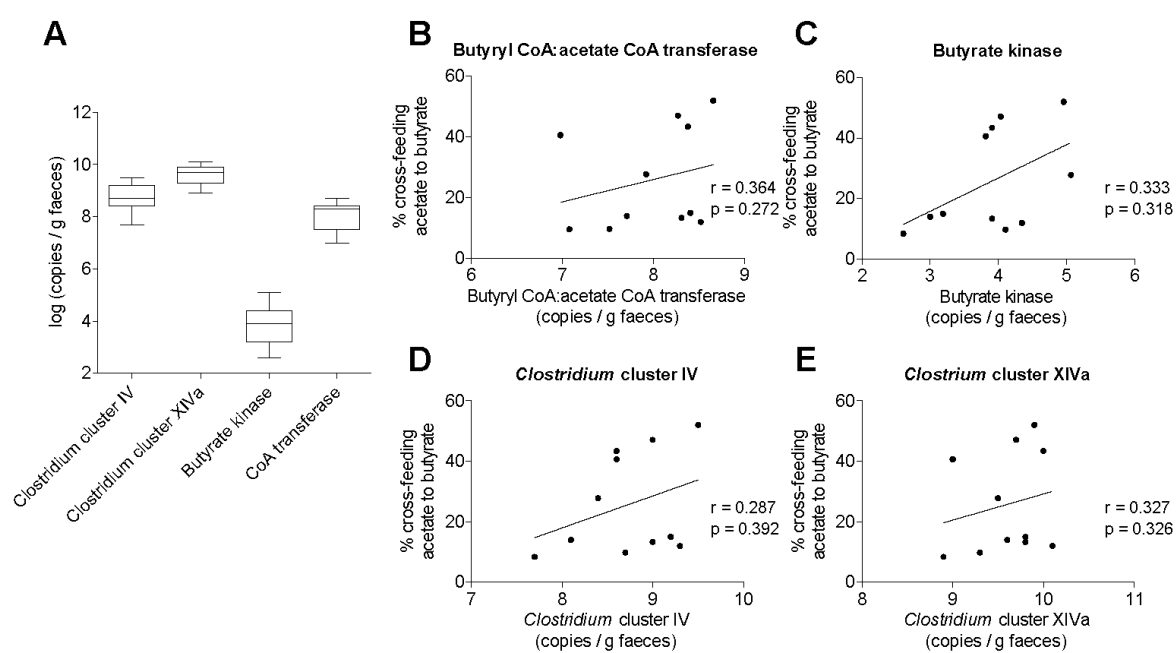 A
log (copies / g faeces)
12
10
8
6
4
2
Clostridium cluster IV
Clostridium cluster XIVa
Butyrate kinase
CoA transferase
B
Butyryl CoA:acetate CoA transferase
% cross-feeding
acetate to butyrate
60
40
20
0
r = 0.364
p = 0.272
6 7 8 9
Butyryl CoA:acetate CoA transferase
(copies / g faeces)
C
Butyrate kinase
% cross-feeding
acetate to butyrate
60
40
20
0
r = 0.333
p = 0.318
2 3 4 5 6
Butyrate kinase
(copies / g faeces)
D
Clostridium cluster IV
% cross-feeding
acetate to butyrate
60
40
20
0
r = 0.287
p = 0.392
7 8 9 10
Clostridium cluster IV
(copies / g faeces)
E
Clostrium cluster XIVa
% cross-feeding
acetate to butyrate
60
40
20
0
r = 0.327
p = 0.326
8 9 10 11
Clostridium cluster XIVa
(copies / g faeces)